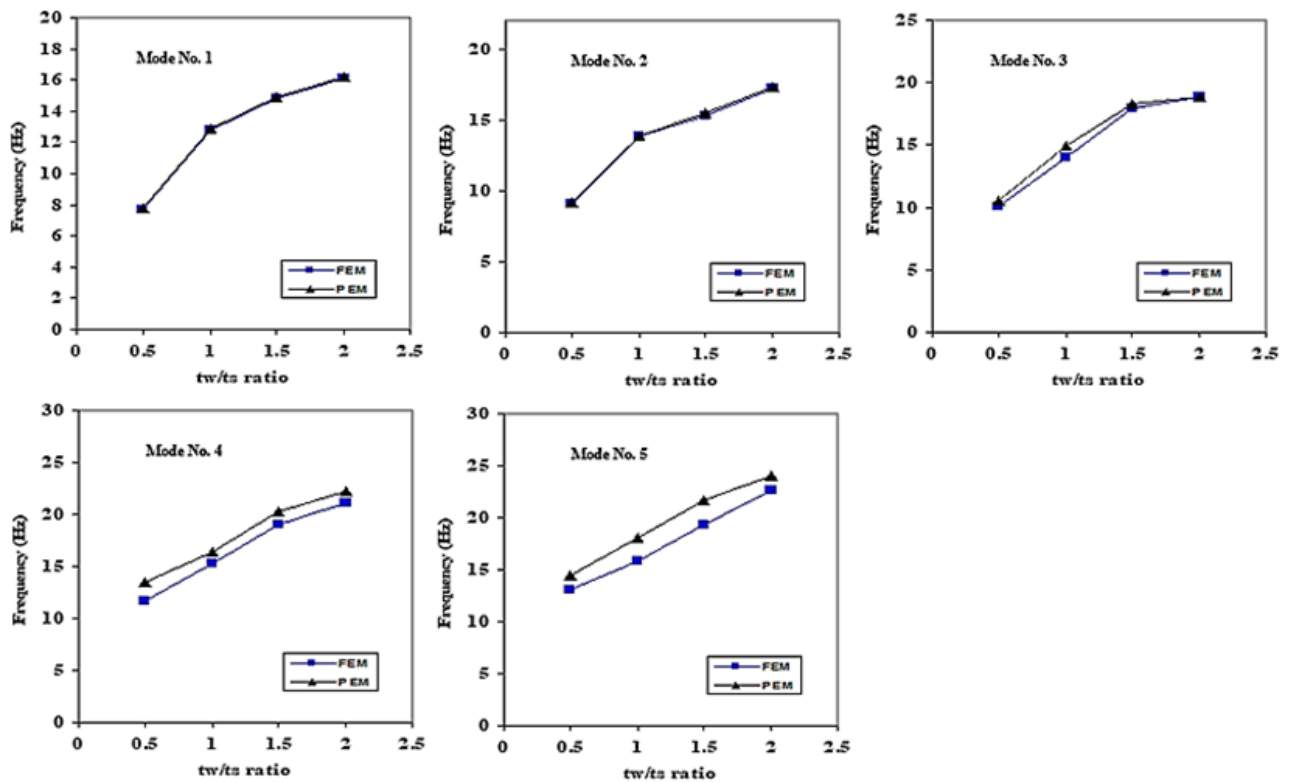 20
18
16
14
12
10
8
6
4
2
0
Frequency (Hz)
Mode No. 1
FEM
PEM
0 0.5 1 1.5 2 2.5
tw/ts ratio
20
15
10
5
0
Frequency (Hz)
Mode No. 2
FEM
PEM
0 0.5 1 1.5 2 2.5
tw/ts ratio
25
20
15
10
5
0
Frequency (Hz)
Mode No. 3
FEM
PEM
0 0.5 1 1.5 2 2.5
tw/ts ratio
30
25
20
15
10
5
0
Frequency (Hz)
Mode No. 4
FEM
PEM
0 0.5 1 1.5 2 2.5
tw/ts ratio
30
25
20
15
10
5
0
Frequency (Hz)
Mode No. 5
FEM
PEM
0 0.5 1 1.5 2 2.5
tw/ts ratio